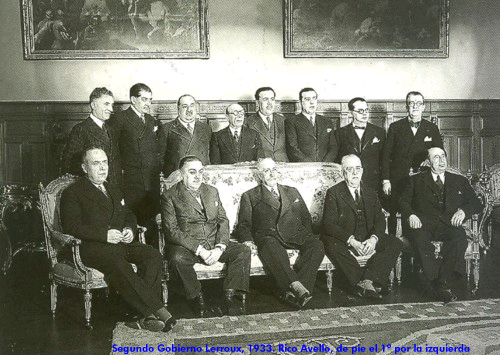 Segundo Gobierno Lerroux, 1933. Rico Avello, de pie el 1º por la izquierda